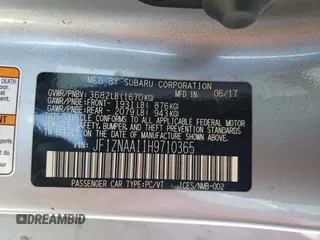 MFD BY SUBARU CORPORATION
GVWR/PNBV: 3682LB(1670KG) MFD IN 06/17
GAWR/PNBE:FRONT- 1931LB( 876KG)
GAWR/PNBE:REAR - 2079LB( 943KG)
THIS VEHICLE CONFORMS TO ALL APPLICABLE FEDERAL MOTOR VEHICLE
SAFETY, BUMPER, AND THEFT PREVENTION STANDARDS IN EFFECT
ON THE DATE OF MANUFACTURE SHOWN ABOVE.
VIN: JF1ZNAA11H9710365
PASSENGER CAR TYPE:PC/VT ICES/NMB-002
DREAMBID